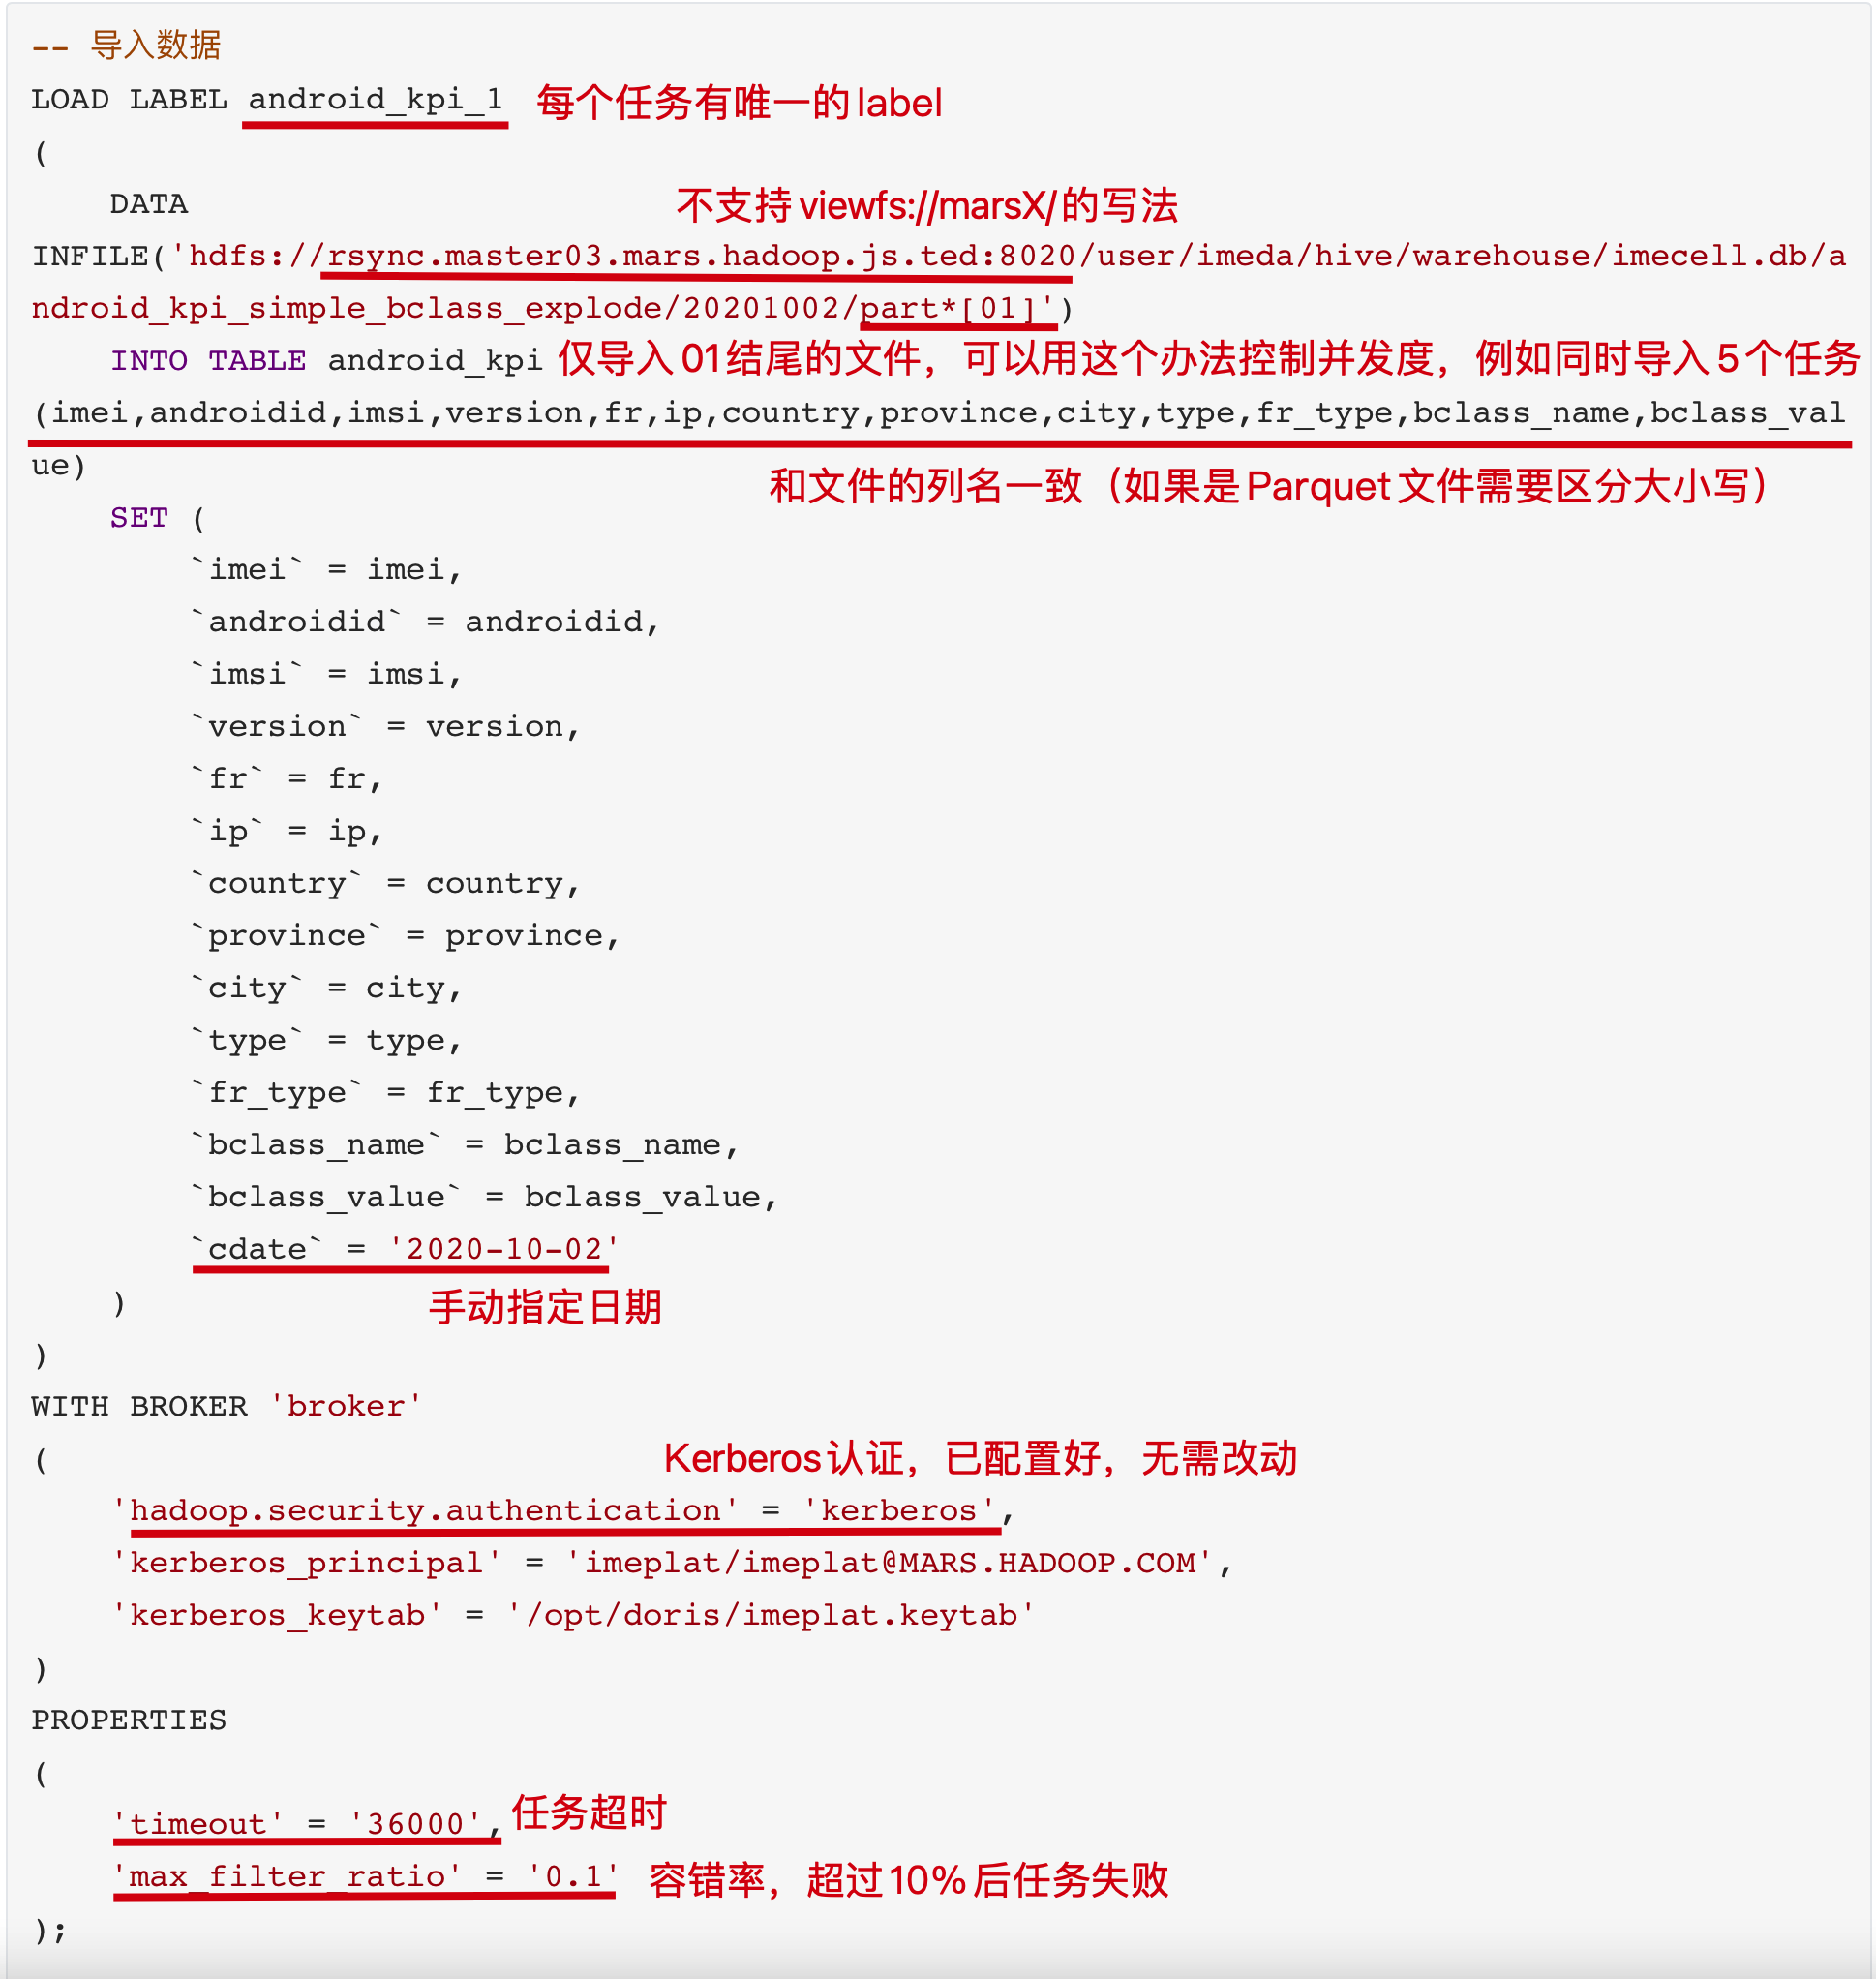 -- 导入数据
LOAD LABEL android_kpi_1 每个任务有唯一的label
(
DATA 不支持viewfs://marsX/的写法
INFILE('hdfs://rsync.master03.mars.hadoop.js.ted:8020/user/imeda/hive/warehouse/imecell.db/a
ndroid_kpi_simple_bclass_explode/20201002/part*[01]')
INTO TABLE android_kpi 仅导入01结尾的文件，可以用这个办法控制并发度，例如同时导入5个任务
(imei,androidid,imsi,version,fr,ip,country,province,city,type,fr_type,bclass_name,bclass_val
ue)
和文件的列名一致（如果是Parquet文件需要区分大小写）
SET (
`imei` = imei,
`androidid` = androidid,
`imsi` = imsi,
`version` = version,
`fr` = fr,
`ip` = ip,
`country` = country,
`province` = province,
`city` = city,
`type` = type,
`fr_type` = fr_type,
`bclass_name` = bclass_name,
`bclass_value` = bclass_value,
`cdate` = '2020-10-02'
) 手动指定日期
)
WITH BROKER 'broker'
( Kerberos认证，已配置好，无需改动
'hadoop.security.authentication' = 'kerberos',
'kerberos_principal' = 'imeplat/imeplat@MARS.HADOOP.COM',
'kerberos_keytab' = '/opt/doris/imeplat.keytab'
)
PROPERTIES
(
'timeout' = '36000', 任务超时
'max_filter_ratio' = '0.1' 容错率，超过10%后任务失败
);